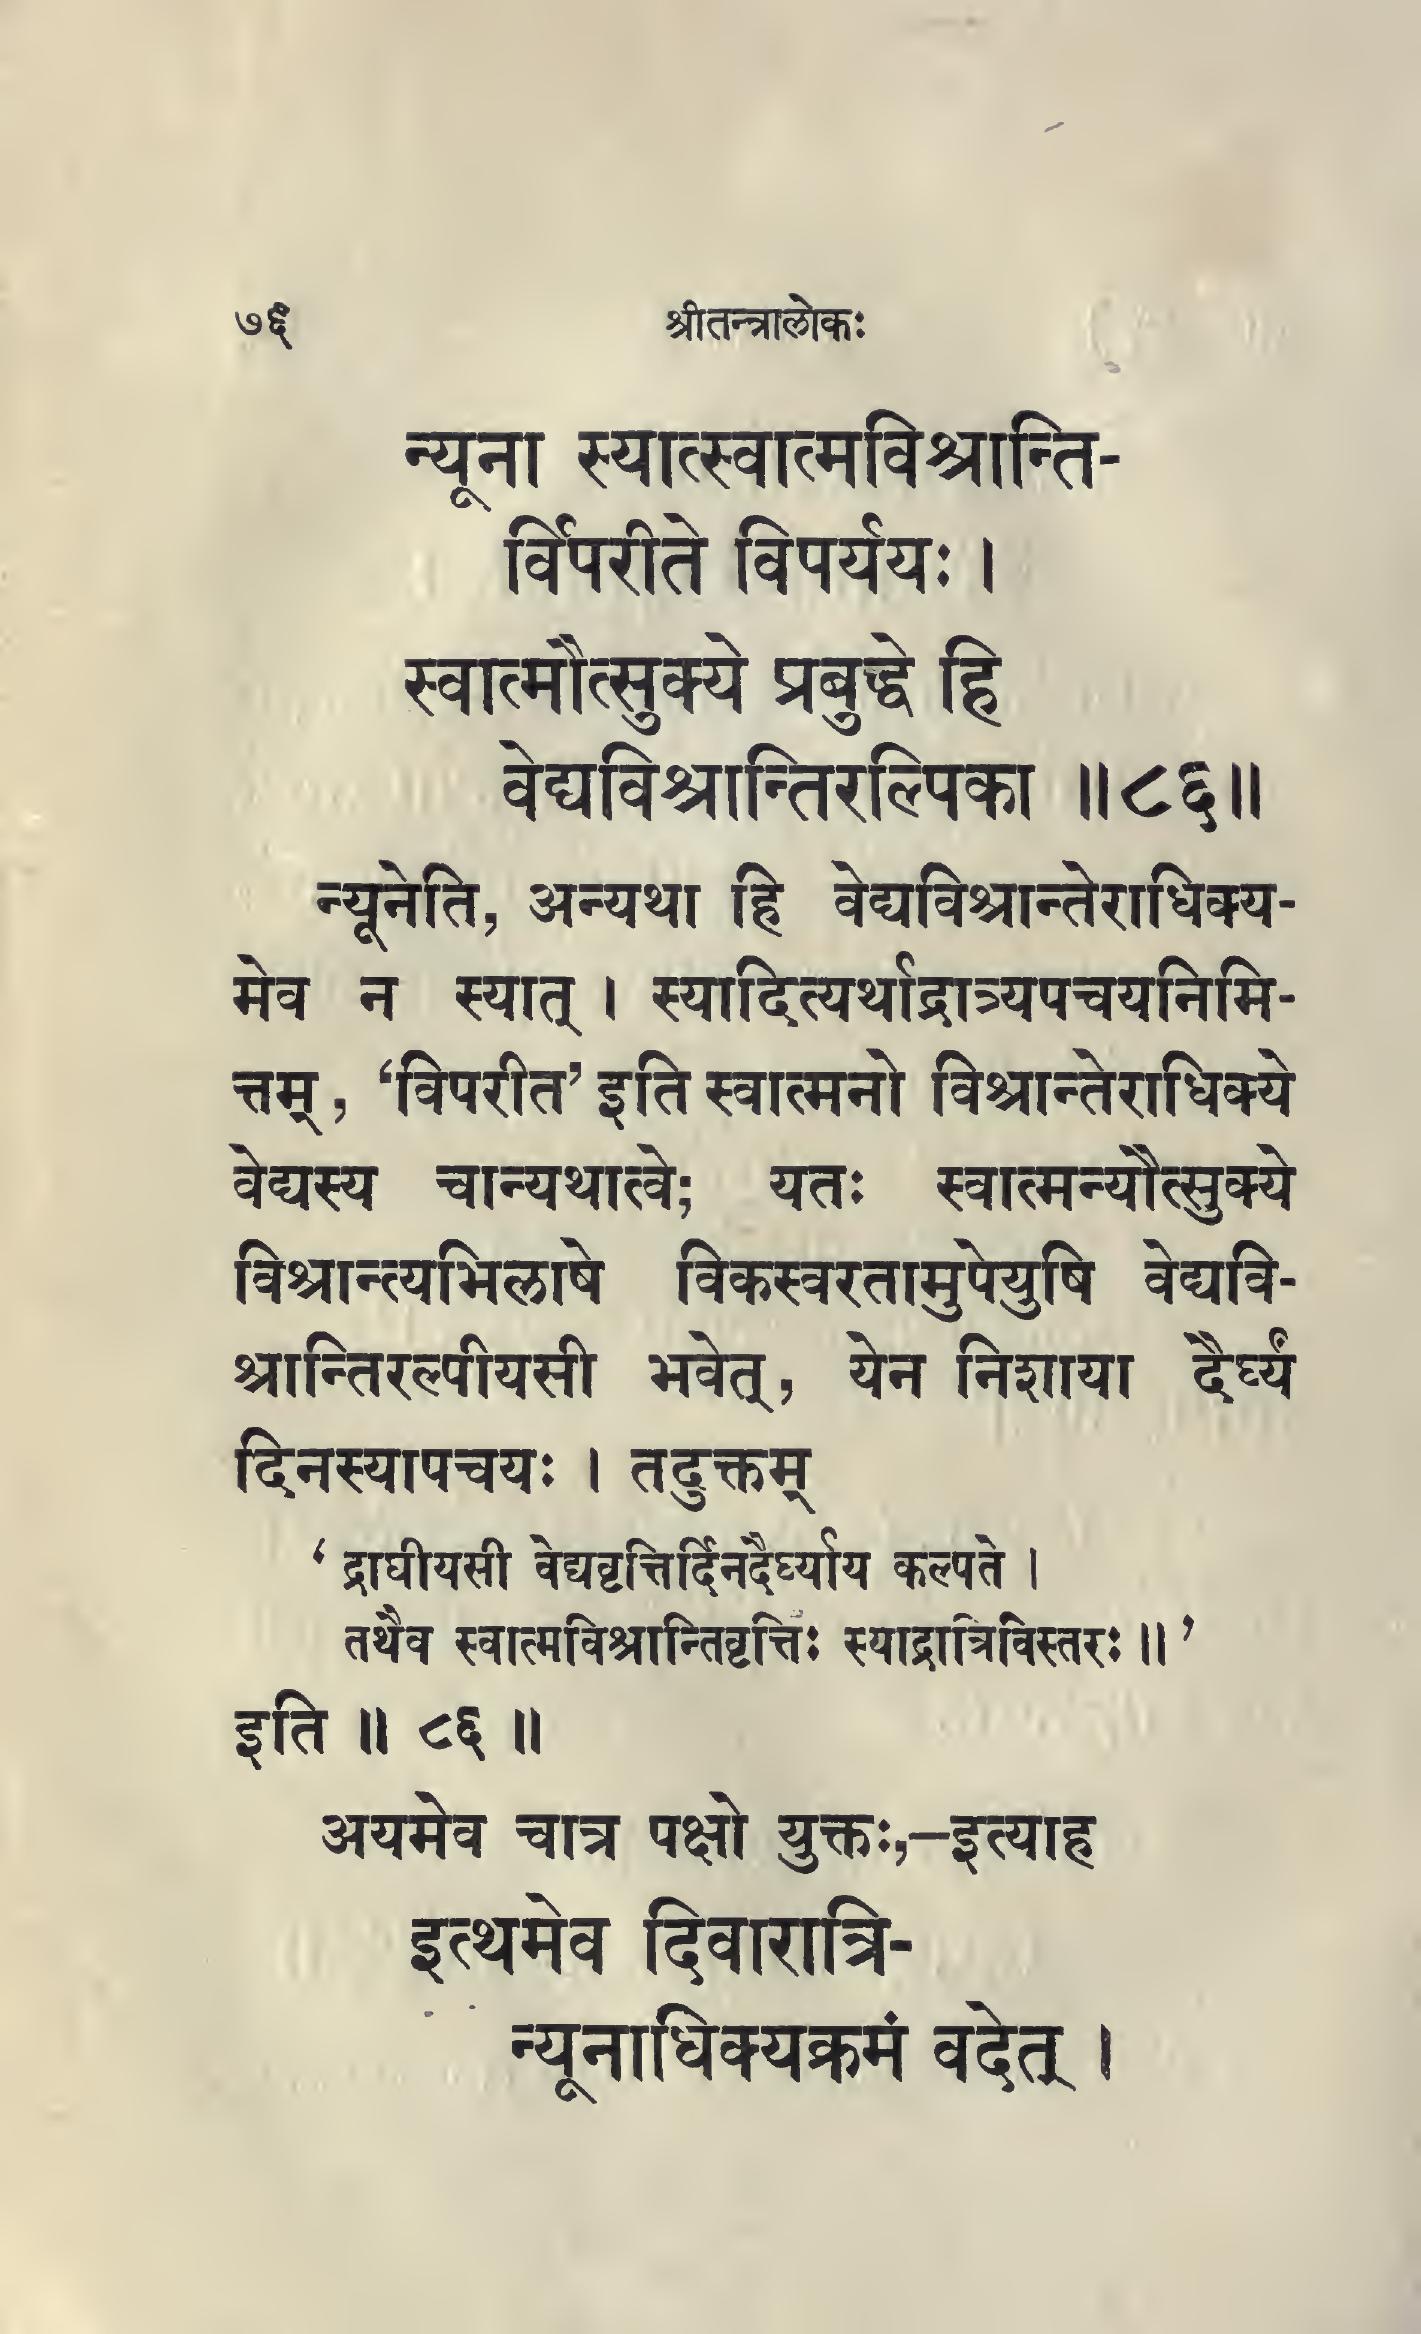 ७६ श्रीतन्त्रालोकः
न्यूना स्यात्स्वात्मविश्रान्ति-
र्विपरीते विपर्ययः ।
स्वात्मौत्सुक्ये प्रबुद्धे हि
वेद्यविश्रान्तिरल्पिका ॥८६॥
न्यूनेति, अन्यथा हि वेद्यविश्रान्तेराधिक्य-
मेव न स्यात् । स्यादित्यर्थाद्रात्र्यपचयनिमि-
त्तम्, ‘विपरीत’ इति स्वात्मनो विश्रान्तेराधिक्ये
वेद्यस्य चान्यथात्वे; यतः स्वात्मन्यौत्सुक्ये
विश्रान्त्यभिलाषे विकस्वरतामुपेयुषि वेद्यवि-
श्रान्तिरल्पीयसी भवेत्, येन निशाया दैर्घ्यं
दिनस्यापचयः । तदुक्तम्
‘ द्राघीयसी वेद्यवृत्तिर्दिनदैर्घ्याय कल्पते ।
तथैव स्वात्मविश्रान्तिवृत्तिः स्याद्रात्रिविस्तरः ॥ ’
इति ॥ ८६ ॥
अयमेव चात्र पक्षो युक्तः,–इत्याह
इत्थमेव दिवारात्रि-
न्यूनाधिक्यक्रमं वदेत् ।